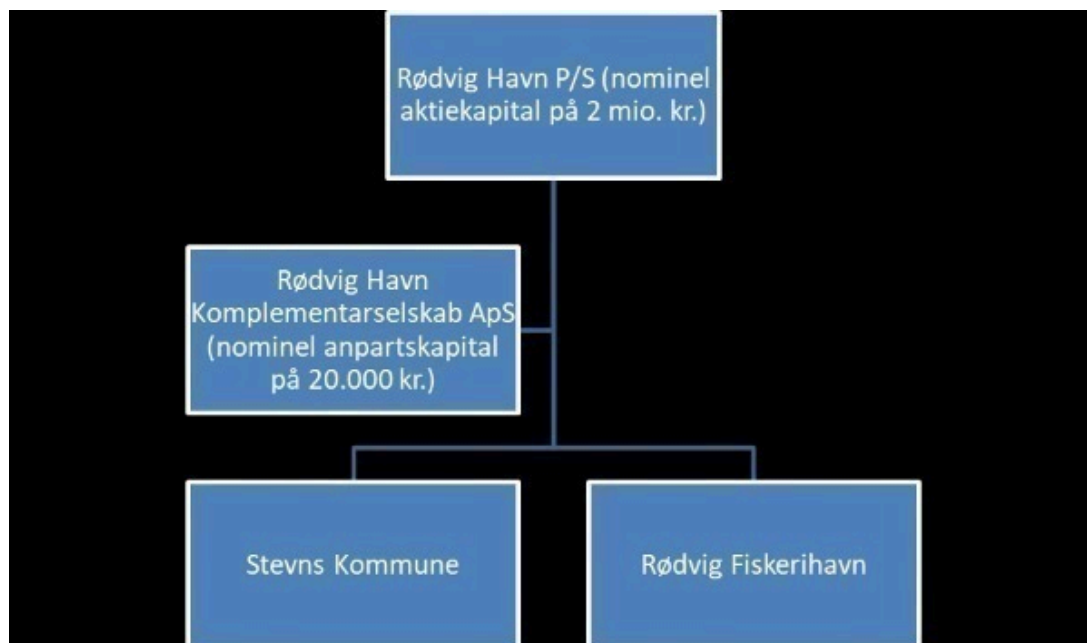 Rødvig Havn P/S (nominel
aktiekapital på 2 mio. kr.)
Rødvig Havn
Komplementarselskab ApS
(nominel anpartskapital
på 20.000 kr.)
Stevns Kommune
Rødvig Fiskerihavn